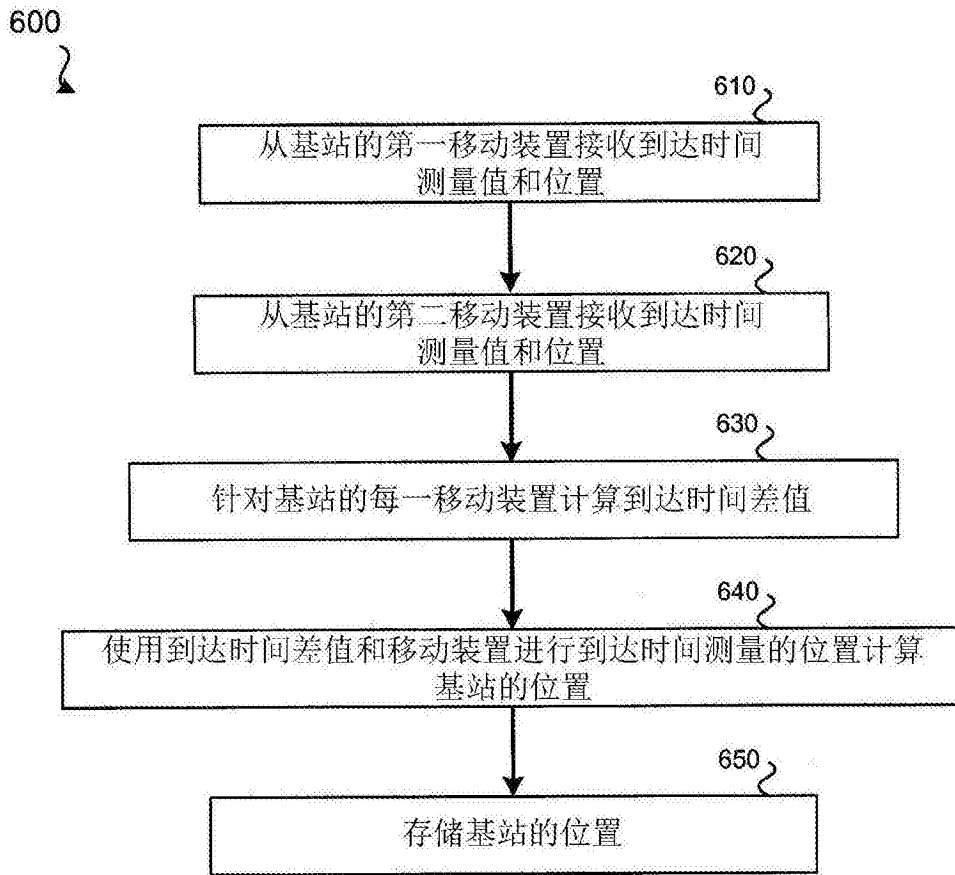 600
610
从基站的第一移动装置接收到达时间
测量值和位置
620
从基站的第二移动装置接收到达时间
测量值和位置
630
针对基站的每一移动装置计算到达时间差值
640
使用到达时间差值和移动装置进行到达时间测量的位置计算
基站的位置
650
存储基站的位置